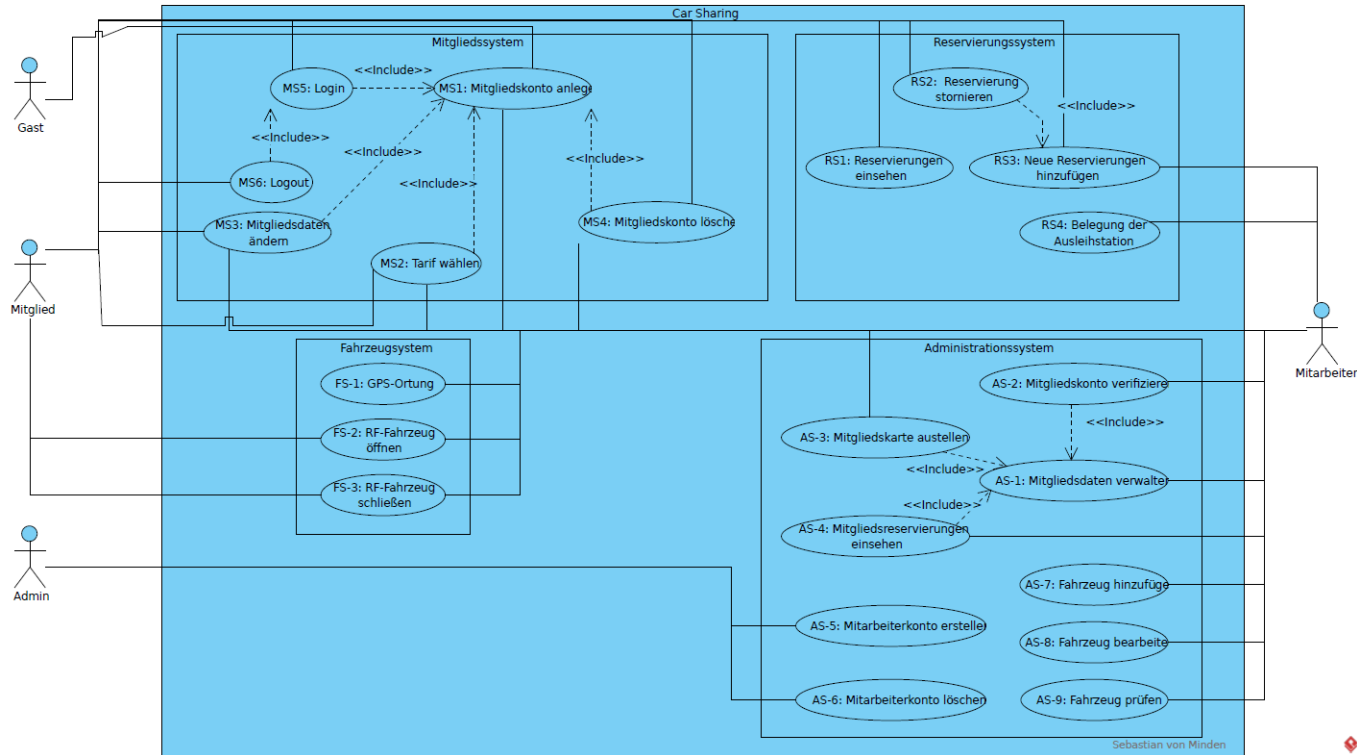 Car Sharing
Mitgliedssystem
Reservierungssystem
<<Include>>
MS5: Login
MS1: Mitgliedskonto anlege
RS2: Reservierung
stornieren
<<Include>>
Gast
<<Include>>
<<Include>>
<<Include>>
RS1: Reservierungen
einsehen
RS3: Neue Reservierungen
hinzufügen
MS6: Logout
<<Include>>
MS3: Mitgliedsdaten
ändern
MS4: Mitgliedskonto lösche
RS4: Belegung der
Ausleihstation
MS2: Tarif wählen
Mitglied
Fahrzeugsystem
Administrationssystem
Mitarbeiter
FS-1: GPS-Ortung
AS-2: Mitgliedskonto verifiziere
<<Include>>
FS-2: RF-Fahrzeug
öffnen
AS-3: Mitgliedskarte austellen
<<Include>>
AS-1: Mitgliedsdaten verwalter
FS-3: RF-Fahrzeug
schließen
<<Include>>
AS-4: Mitgliedsreservierungen
einsehen
Admin
AS-7: Fahrzeug hinzufüge
AS-5: Mitarbeiterkonto ersteller
AS-8: Fahrzeug bearbeite
AS-6: Mitarbeiterkonto löschen
AS-9: Fahrzeug prüfen
Sebastian von Minden